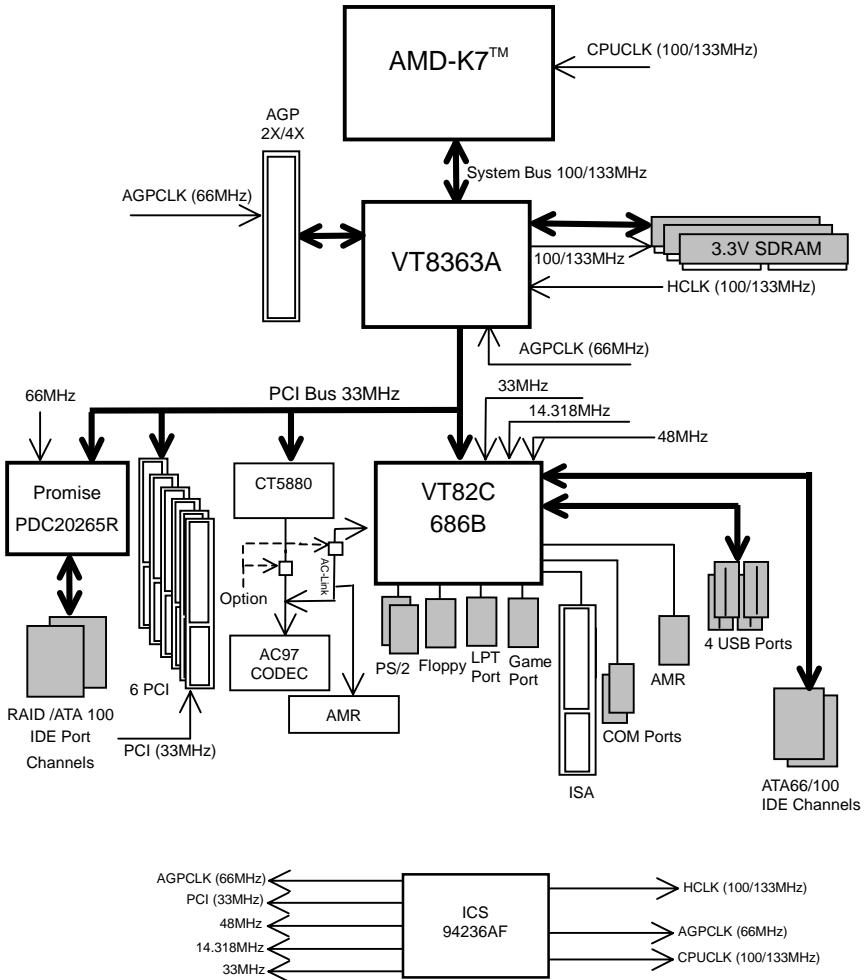 AMD-K7™
CPUCLK (100/133MHz)
AGP
2X/4X
System Bus 100/133MHz
AGPCLK (66MHz)
VT8363A
3.3V SDRAM
100/133MHz
HCLK (100/133MHz)
AGPCLK (66MHz)
66MHz
PCI Bus 33MHz
33MHz
14.318MHz
48MHz
Promise
PDC20265R
CT5880
VT82C
686B
AC-Link
Option
AC97
CODEC
AMR
6 PCI
RAID /ATA 100
IDE Port
Channels
PCI (33MHz)
PS/2
Floppy
LPT
Port
Game
Port
ISA
COM Ports
AMR
4 USB Ports
ATA66/100
IDE Channels
AGPCLK (66MHz)
PCI (33MHz)
48MHz
14.318MHz
33MHz
ICS
94236AF
HCLK (100/133MHz)
AGPCLK (66MHz)
CPUCLK (100/133MHz)